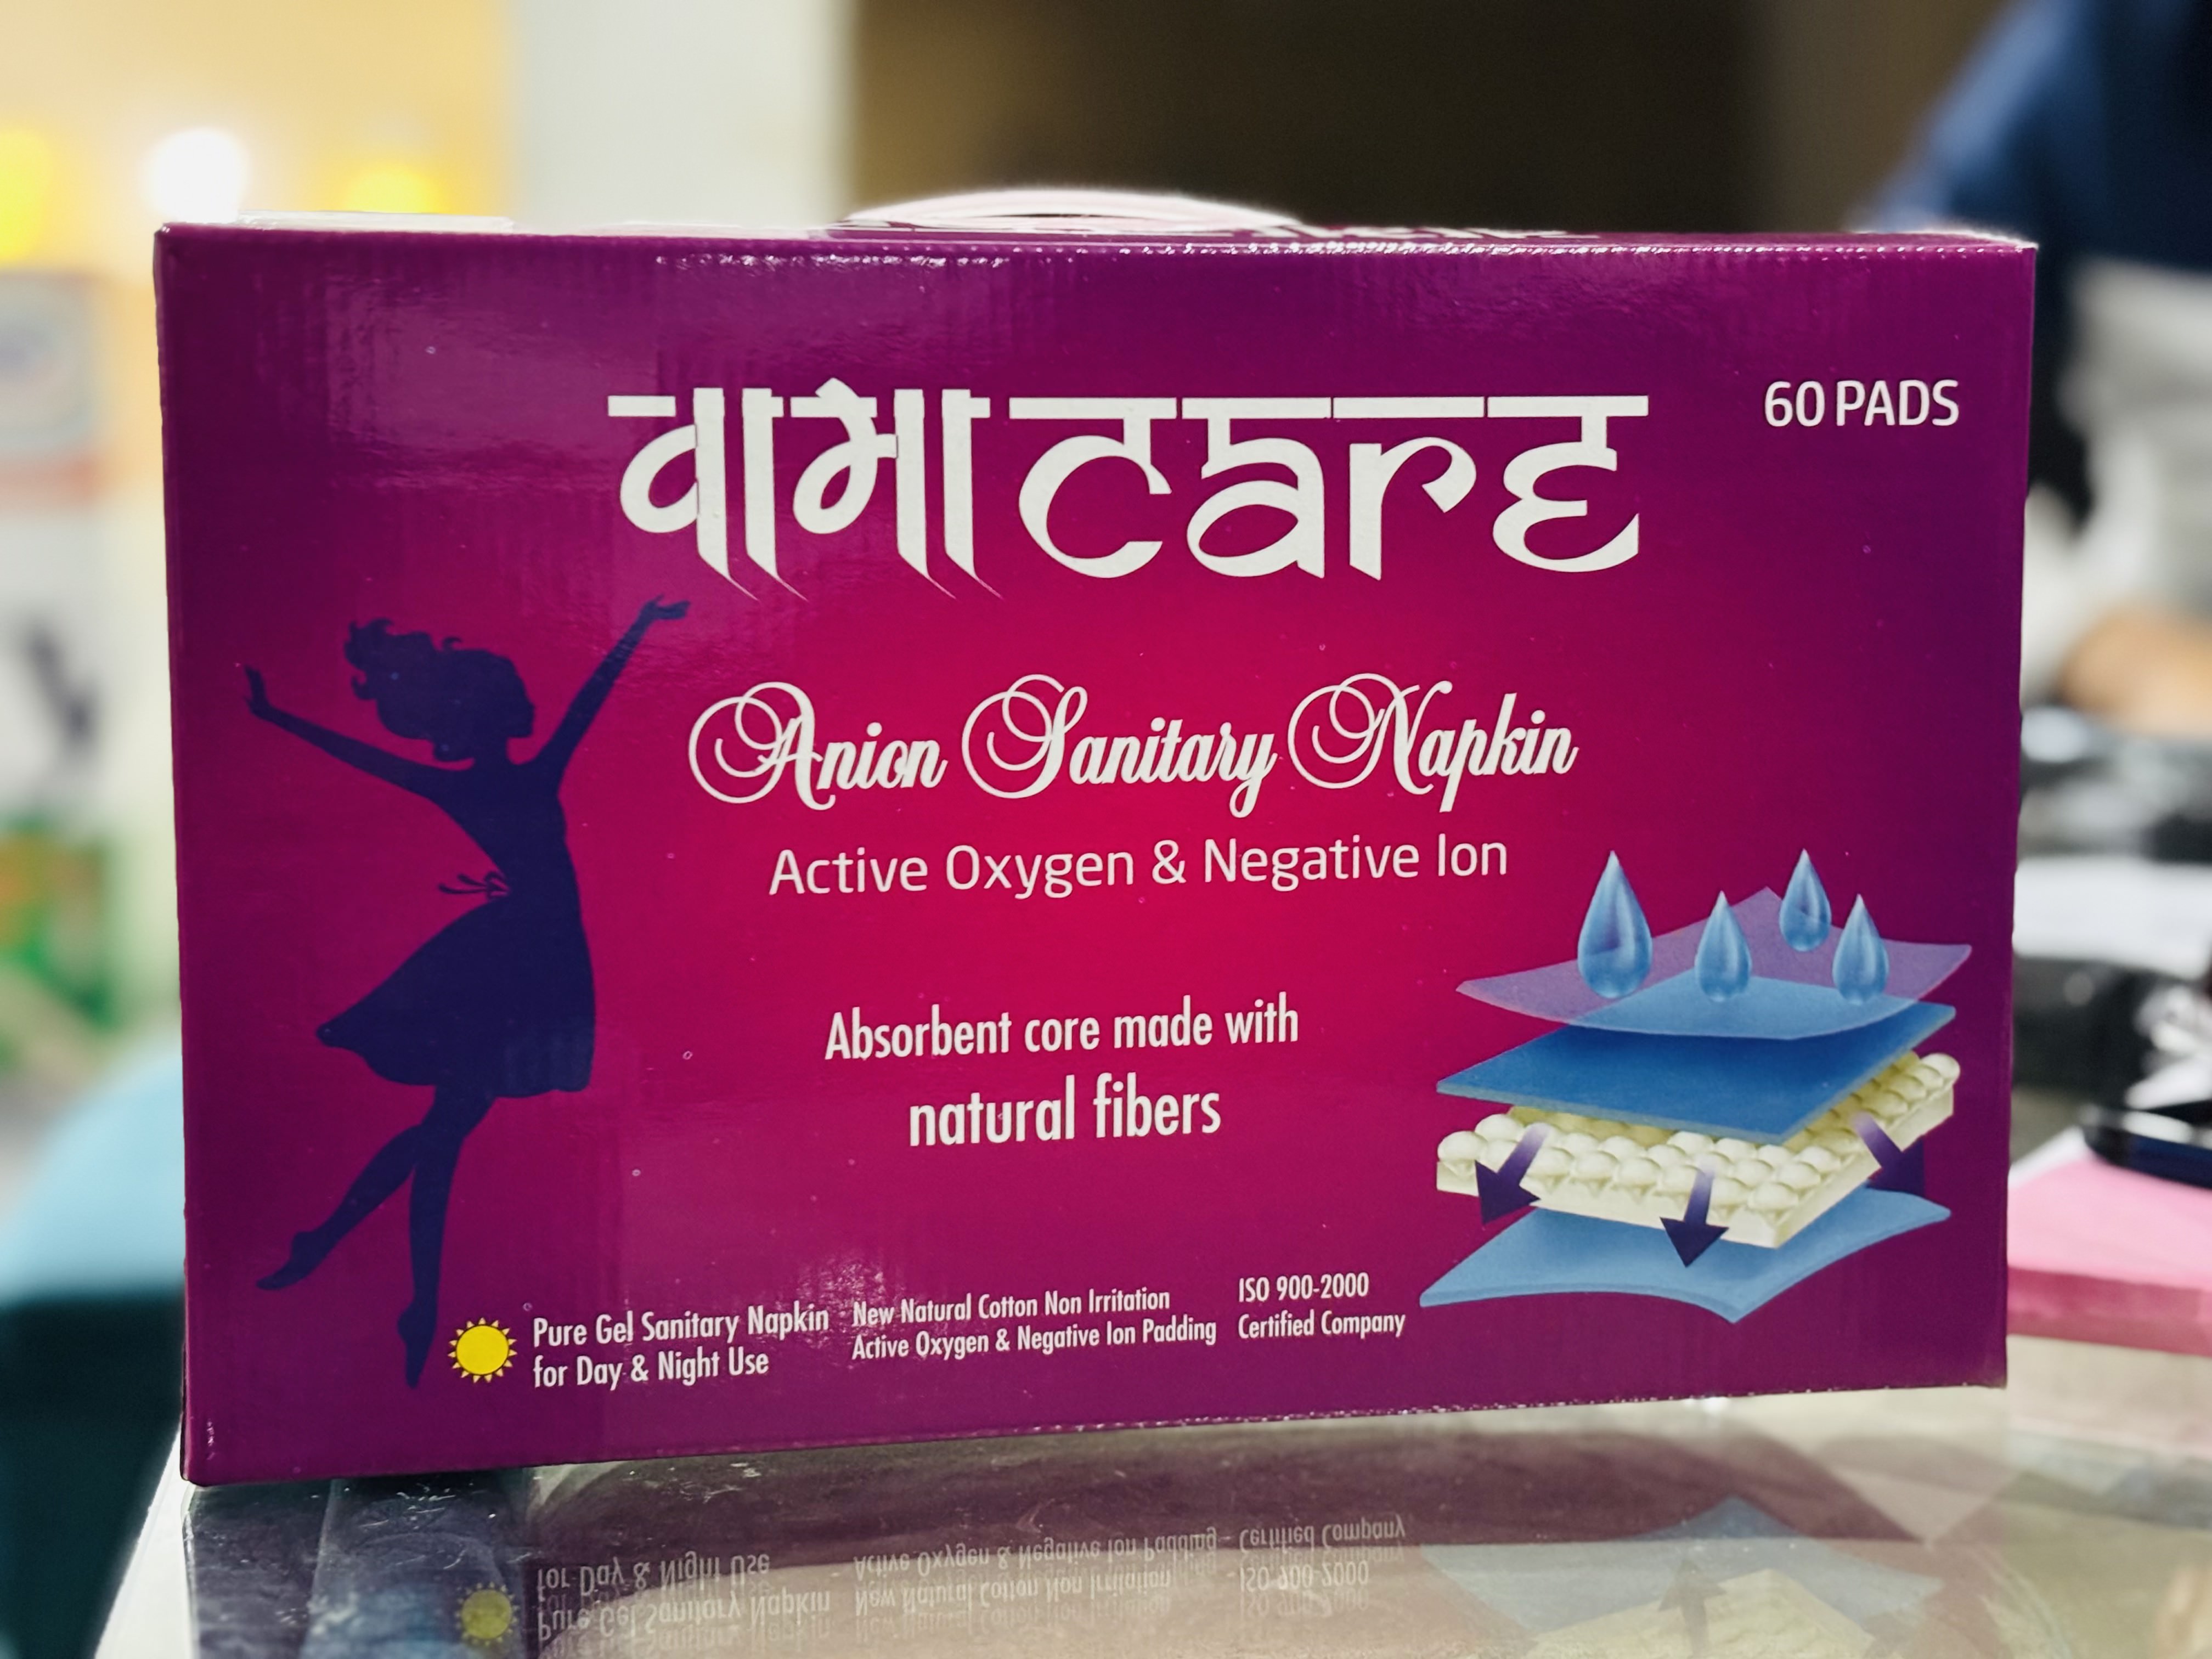 वामा care
60 PADS
Anion Sanitary Napkin
Active Oxygen & Negative Ion
Absorbent core made with
natural fibers
Pure Gel Sanitary Napkin
for Day & Night Use
New Natural Cotton Non Irritation
Active Oxygen & Negative Ion Padding
ISO 900-2000
Certified Company